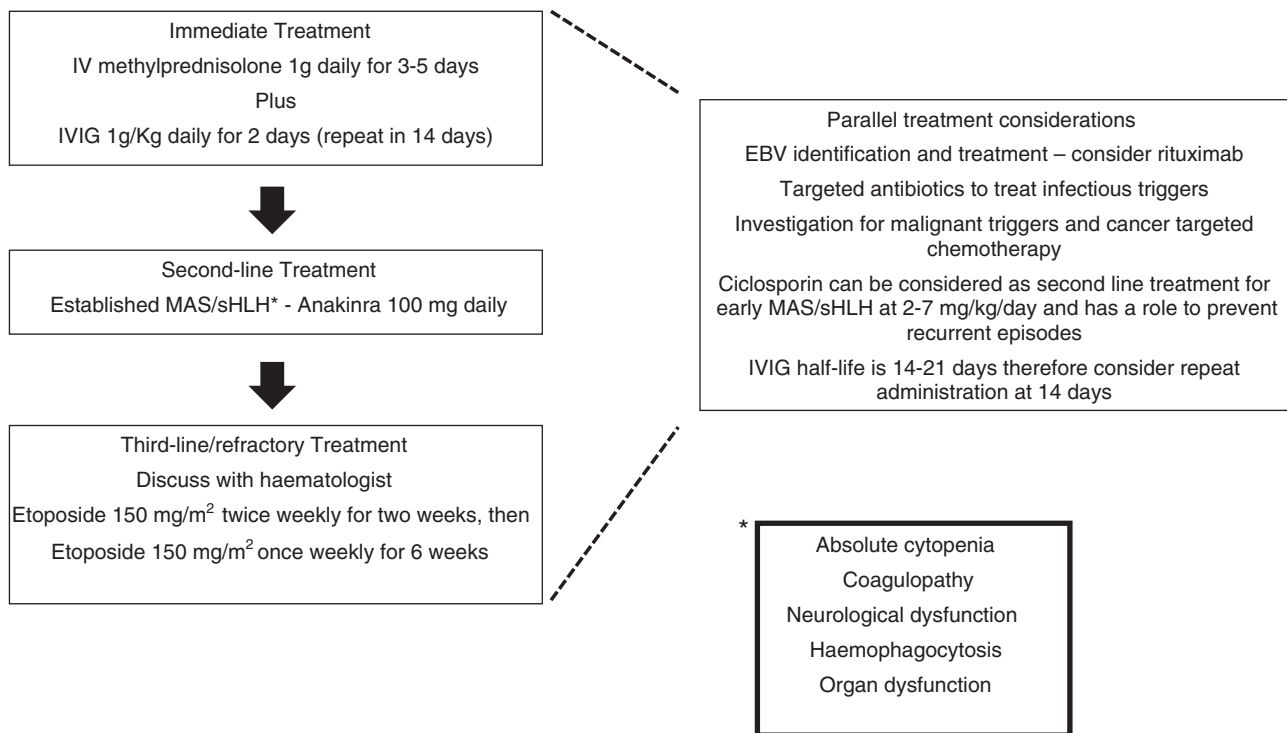 Immediate Treatment
IV methylprednisolone 1g daily for 3-5 days
Plus
IVIG 1g/Kg daily for 2 days (repeat in 14 days)
Second-line Treatment
Established MAS/sHLH* - Anakinra 100 mg daily
Third-line/refractory Treatment
Discuss with haematologist
Etoposide 150 mg/m² twice weekly for two weeks, then
Etoposide 150 mg/m² once weekly for 6 weeks
Parallel treatment considerations
EBV identification and treatment – consider rituximab
Targeted antibiotics to treat infectious triggers
Investigation for malignant triggers and cancer targeted
chemotherapy
Ciclosporin can be considered as second line treatment for
early MAS/sHLH at 2-7 mg/kg/day and has a role to prevent
recurrent episodes
IVIG half-life is 14-21 days therefore consider repeat
administration at 14 days
*
Absolute cytopenia
Coagulopathy
Neurological dysfunction
Haemophagocytosis
Organ dysfunction